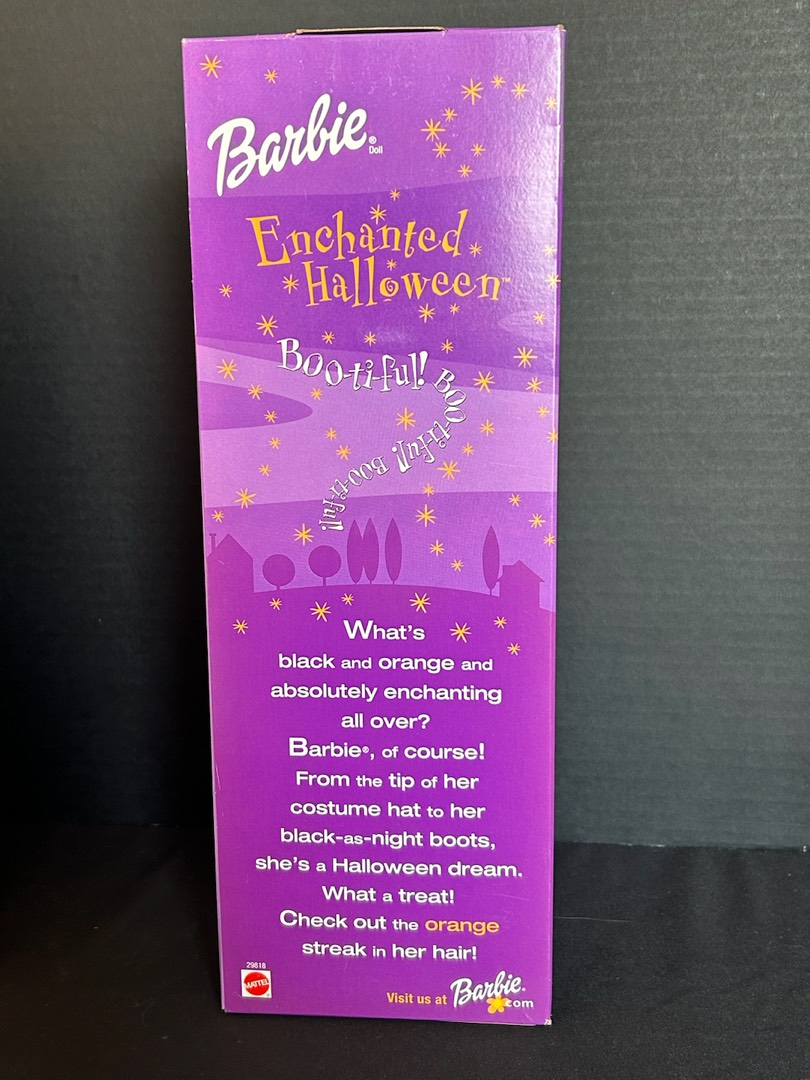 Barbie®
Doll
Enchanted
Halloween™
Boo-ti-ful! Boo-ti-ful! Boo-ti-ful!
What's
black and orange and
absolutely enchanting
all over?
Barbie®, of course!
From the tip of her
costume hat to her
black-as-night boots,
she's a Halloween dream.
What a treat!
Check out the orange
streak in her hair!
29818
MATTEL
Visit us at Barbie®.com